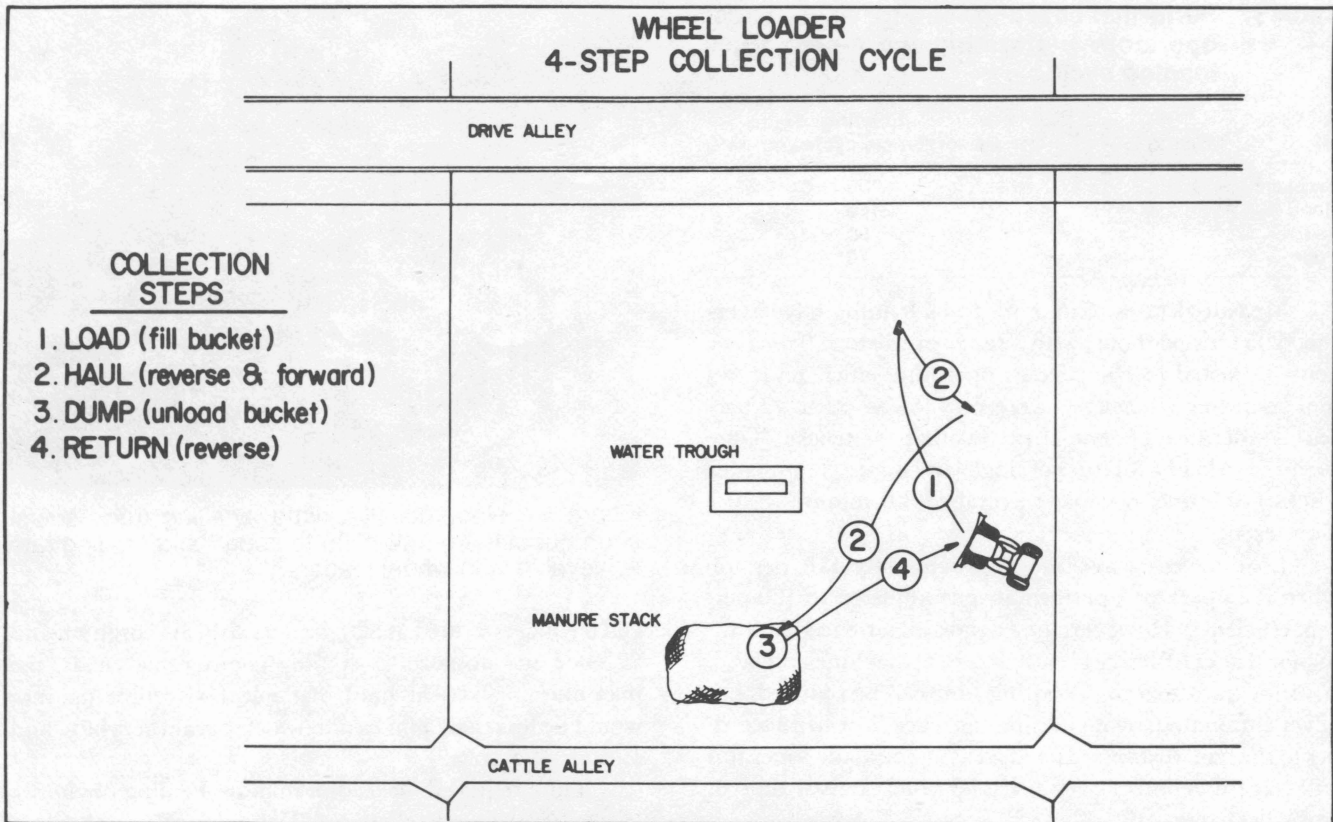 WHEEL LOADER
4-STEP COLLECTION CYCLE
DRIVE ALLEY
COLLECTION
STEPS
1. LOAD (fill bucket)
2. HAUL (reverse & forward)
3. DUMP (unload bucket)
4. RETURN (reverse)
2
WATER TROUGH
1
2
4
MANURE STACK
3
CATTLE ALLEY